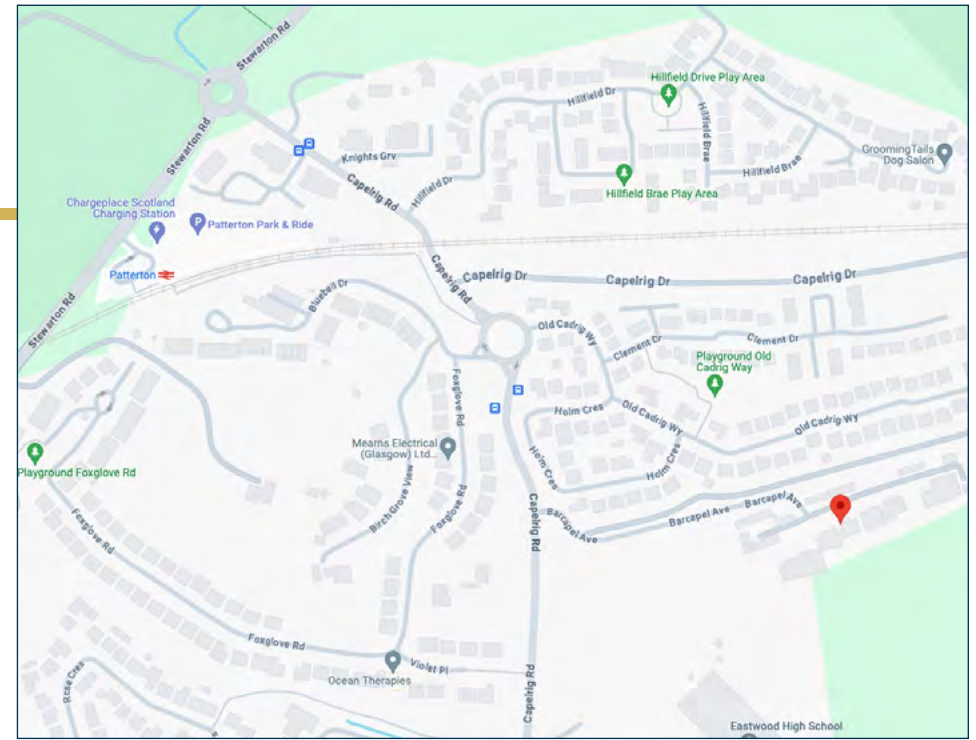 Stewarton Rd
Hillfield Drive Play Area
Hillfield Dr
Hillfield Brae
GroomingTails
Dog Salon
Stewarton Rd
Knights Grv
Hillfield Brae
Capelrig Rd
Hillfield Dr
Hillfield Brae Play Area
Chargeplace Scotland
Charging Station
P
Patterton Park & Ride
Patterton
Capelrig Rd
Capelrig Dr
Capelrig Dr
Capelrig Dr
Bluebell Dr
Stewarton Rd
Old Cadrig Wy
Clement Dr
Clement Dr
Playground Old
Cadrig Way
Foxglove Rd
Holm Cres
Old Cadrig Wy
Old Cadrig Wy
Mearns Electrical
(Glasgow) Ltd...
Playground Foxglove Rd
Holm Cres
Holm Cres
Birch Grove View
Foxglove Rd
Capelrig Rd
Barcapel Ave
Barcapel Ave
Barcapel Ave
Foxglove Rd
Foxglove Rd
Violet Pl
Ocean Therapies
Rose Cres
Capelrig Rd
Eastwood High School